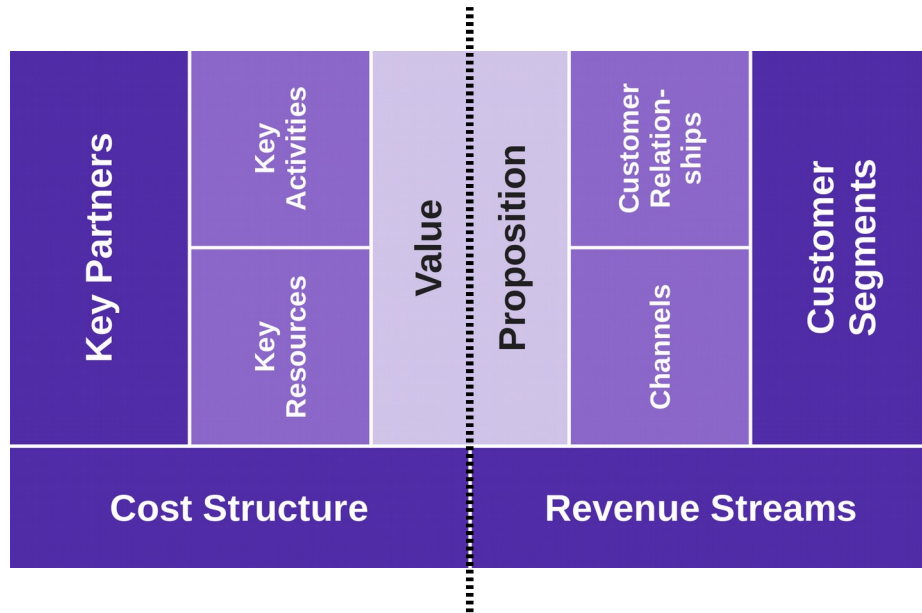 Key Partners
Key
Activities
Key
Resources
Value
Proposition
Customer
Relation-
ships
Channels
Customer
Segments
Cost Structure
Revenue Streams